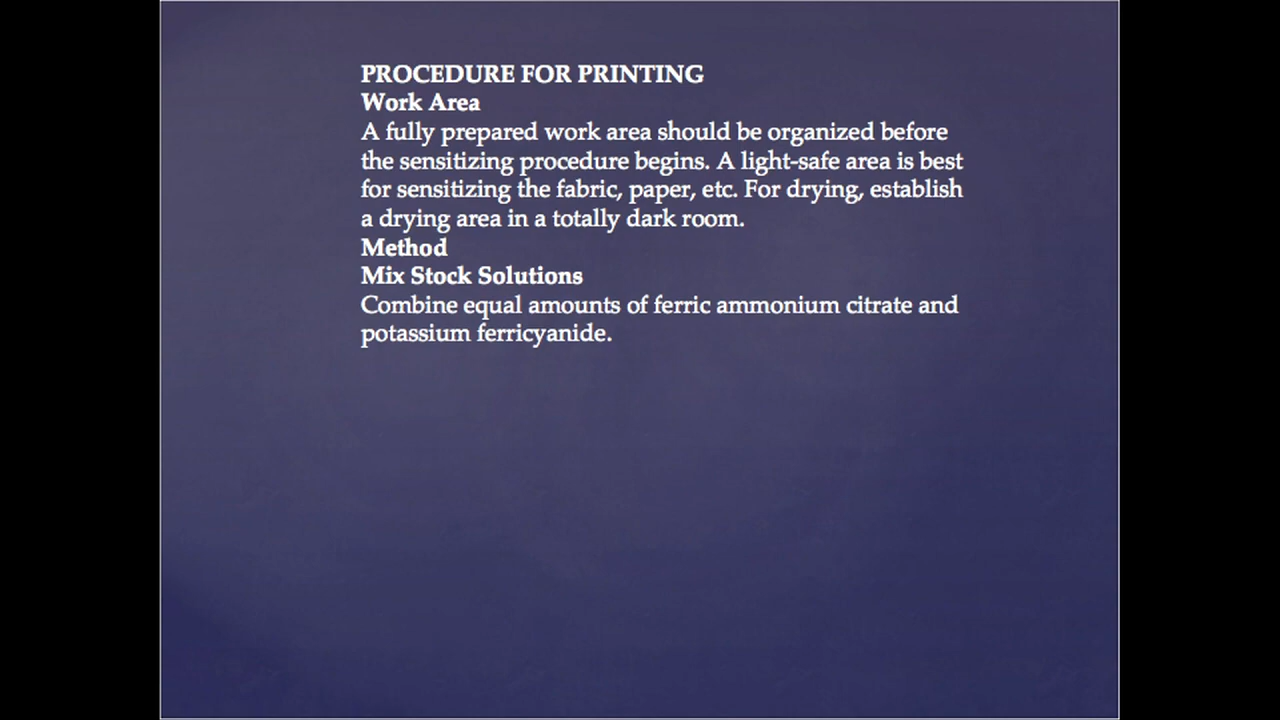 PROCEDURE FOR PRINTING
Work Area
A fully prepared work area should be organized before
the sensitizing procedure begins. A light-safe area is best
for sensitizing the fabric, paper, etc. For drying, establish
a drying area in a totally dark room.
Method
Mix Stock Solutions
Combine equal amounts of ferric ammonium citrate and
potassium ferricyanide.